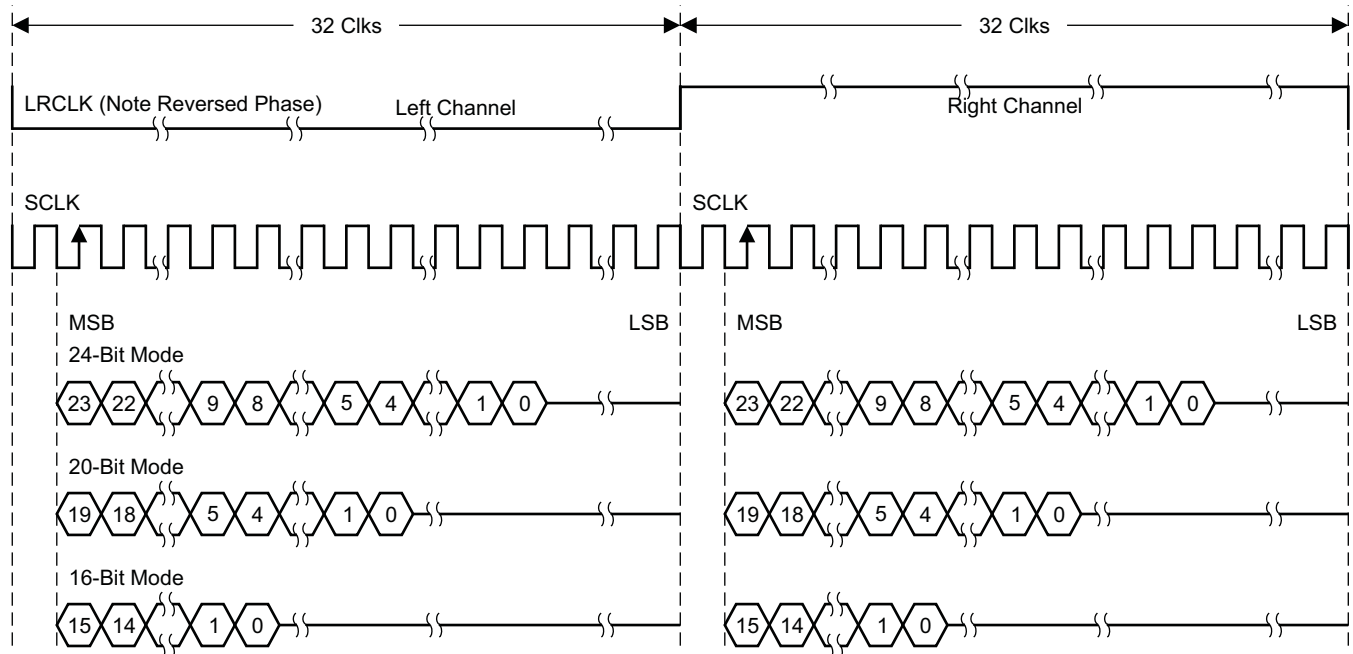 32 Clks 32 Clks
LRCLK (Note Reversed Phase) Left Channel Right Channel
SCLK SCLK
MSB LSB MSB LSB
24-Bit Mode
23 22 9 8 5 4 1 0 23 22 9 8 5 4 1 0
20-Bit Mode
19 18 5 4 1 0 19 18 5 4 1 0
16-Bit Mode
15 14 1 0 15 14 1 0